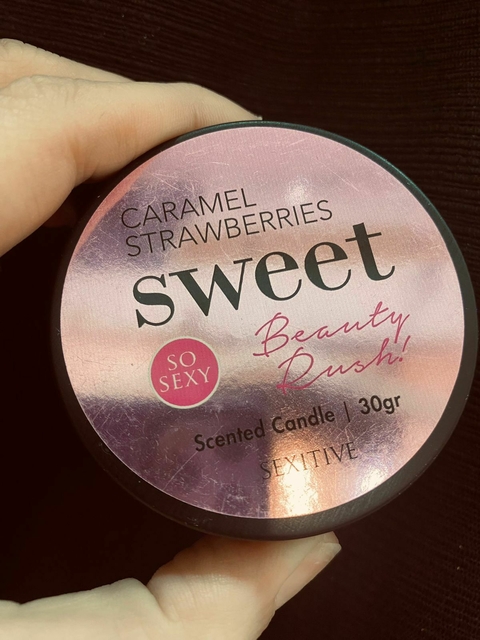 CARAMEL
STRAWBERRIES
sweet
Beauty
Rush!
SO
SEXY
Scented Candle | 30gr
SEXITIVE